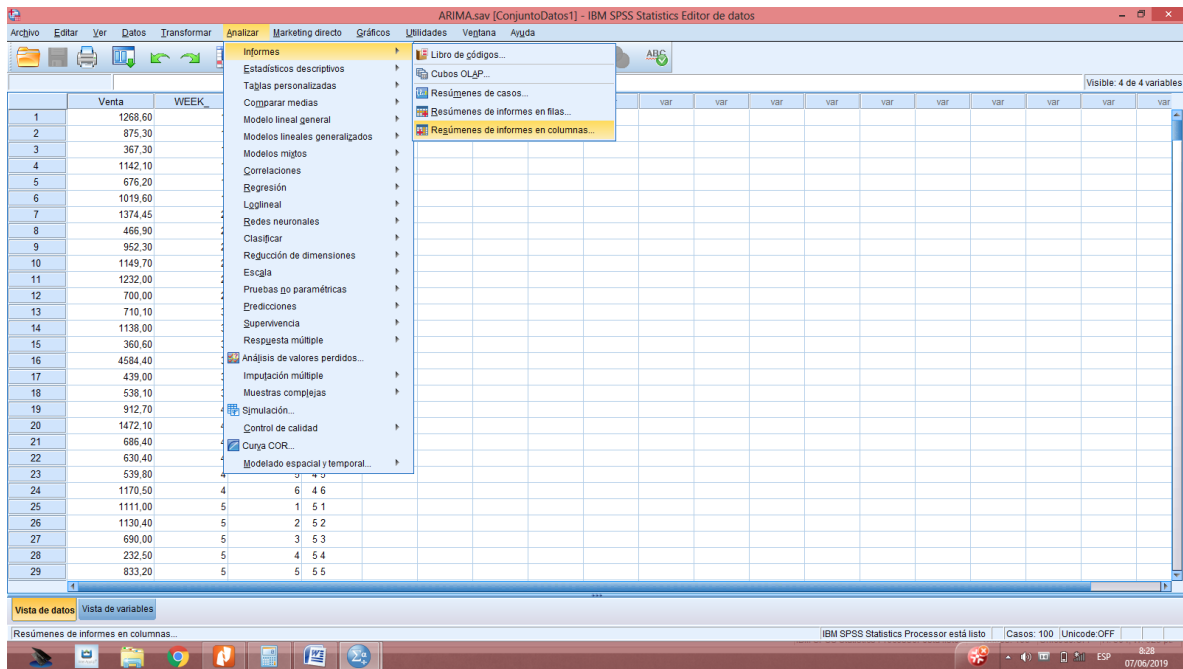 ARIMA.sav [ConjuntoDatos1] - IBM SPSS Statistics Editor de datos
Archivo Editar Ver Datos Transformar Analizar Marketing directo Gráficos Utilidades Ventana Ayuda
Informes
Estadísticos descriptivos
Tablas personalizadas
Comparar medias
Modelo lineal general
Modelos lineales generalizados
Modelos mixtos
Correlaciones
Regresión
Loglineal
Redes neuronales
Clasificar
Reducción de dimensiones
Escala
Pruebas no paramétricas
Predicciones
Supervivencia
Respuesta múltiple
Análisis de valores perdidos...
Imputación múltiple
Muestras complejas
Simulación...
Control de calidad
Curva COR...
Modelado espacial y temporal...
Libro de códigos...
Cubos OLAP...
Resúmenes de casos...
Resúmenes de informes en filas...
Resúmenes de informes en columnas...
ABC
Visible: 4 de 4 variables
Venta WEEK_ var var var var var var var var var
1 1268,60
2 875,30
3 367,30
4 1142,10
5 676,20
6 1019,60
7 1374,45
8 466,90
9 952,30
10 1149,70
11 1232,00
12 700,00
13 710,10
14 1138,00
15 360,60
16 4584,40
17 439,00
18 538,10
19 912,70
20 1472,10
21 686,40
22 630,40
23 539,80 4 5 4 5
24 1170,50 4 6 4 6
25 1111,00 5 1 5 1
26 1130,40 5 2 5 2
27 690,00 5 3 5 3
28 232,50 5 4 5 4
29 833,20 5 5 5 5
Vista de datos Vista de variables
Resúmenes de informes en columnas... IBM SPSS Statistics Processor está listo Casos: 100 Unicode:OFF
ESP 8:28
07/06/2019